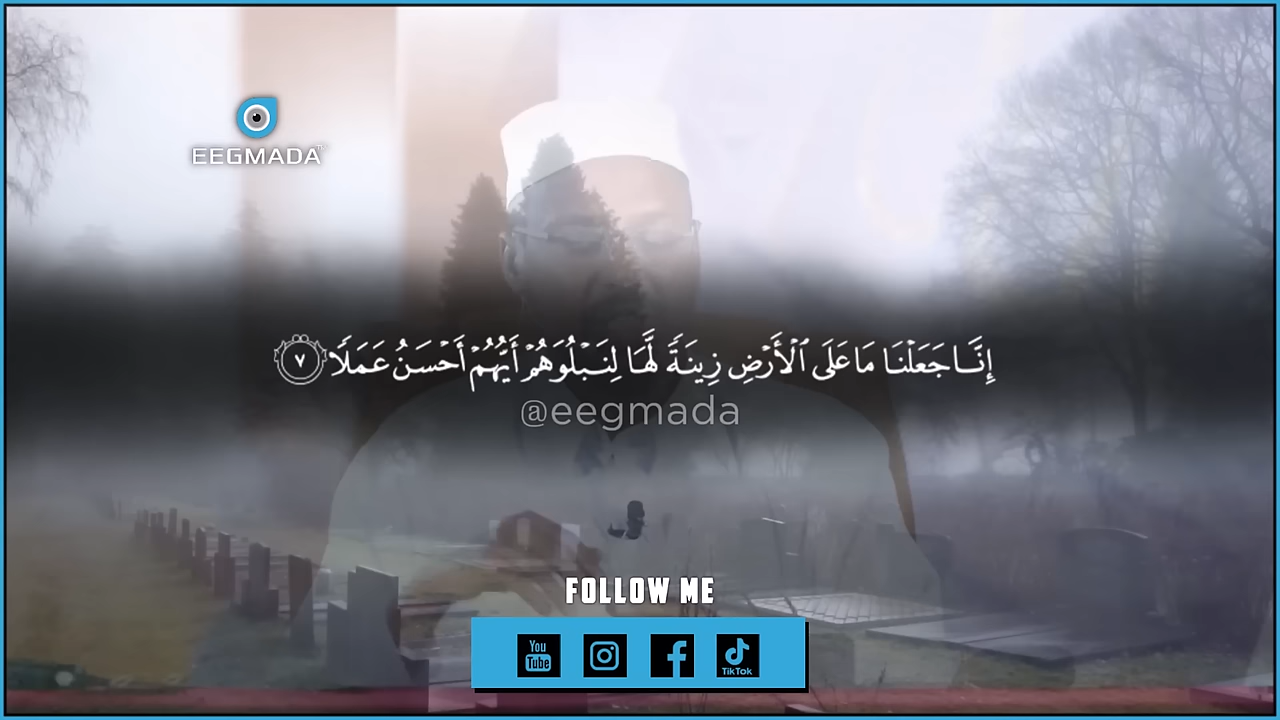 EEGMADA
إِنَّا جَعَلْنَا مَا عَلَى ٱلْأَرْضِ زِينَةً لَّهَا لِنَبْلُوَهُمْ أَيُّهُمْ أَحْسَنُ عَمَلًا ٧
@eegmada
FOLLOW ME
You
Tube
TikTok